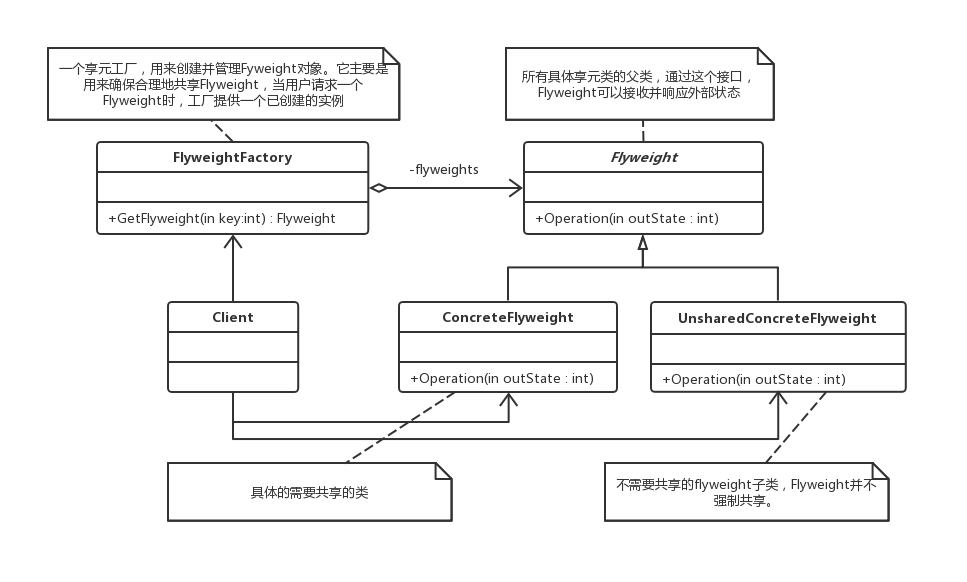 一个享元工厂，用来创建并管理Fyweight对象。它主要是
用来确保合理地共享Flyweight，当用户请求一个
Flyweight时，工厂提供一个已创建的实例
所有具体享元类的父类，通过这个接口，
Flyweight可以接收并响应外部状态
FlyweightFactory
+GetFlyweight(in key:int) : Flyweight
-flyweights
Flyweight
+Operation(in outState : int)
Client
ConcreteFlyweight
+Operation(in outState : int)
UnsharedConcreteFlyweight
+Operation(in outState : int)
具体的需要共享的类
不需要共享的flyweight子类，Flyweight并不
强制共享。